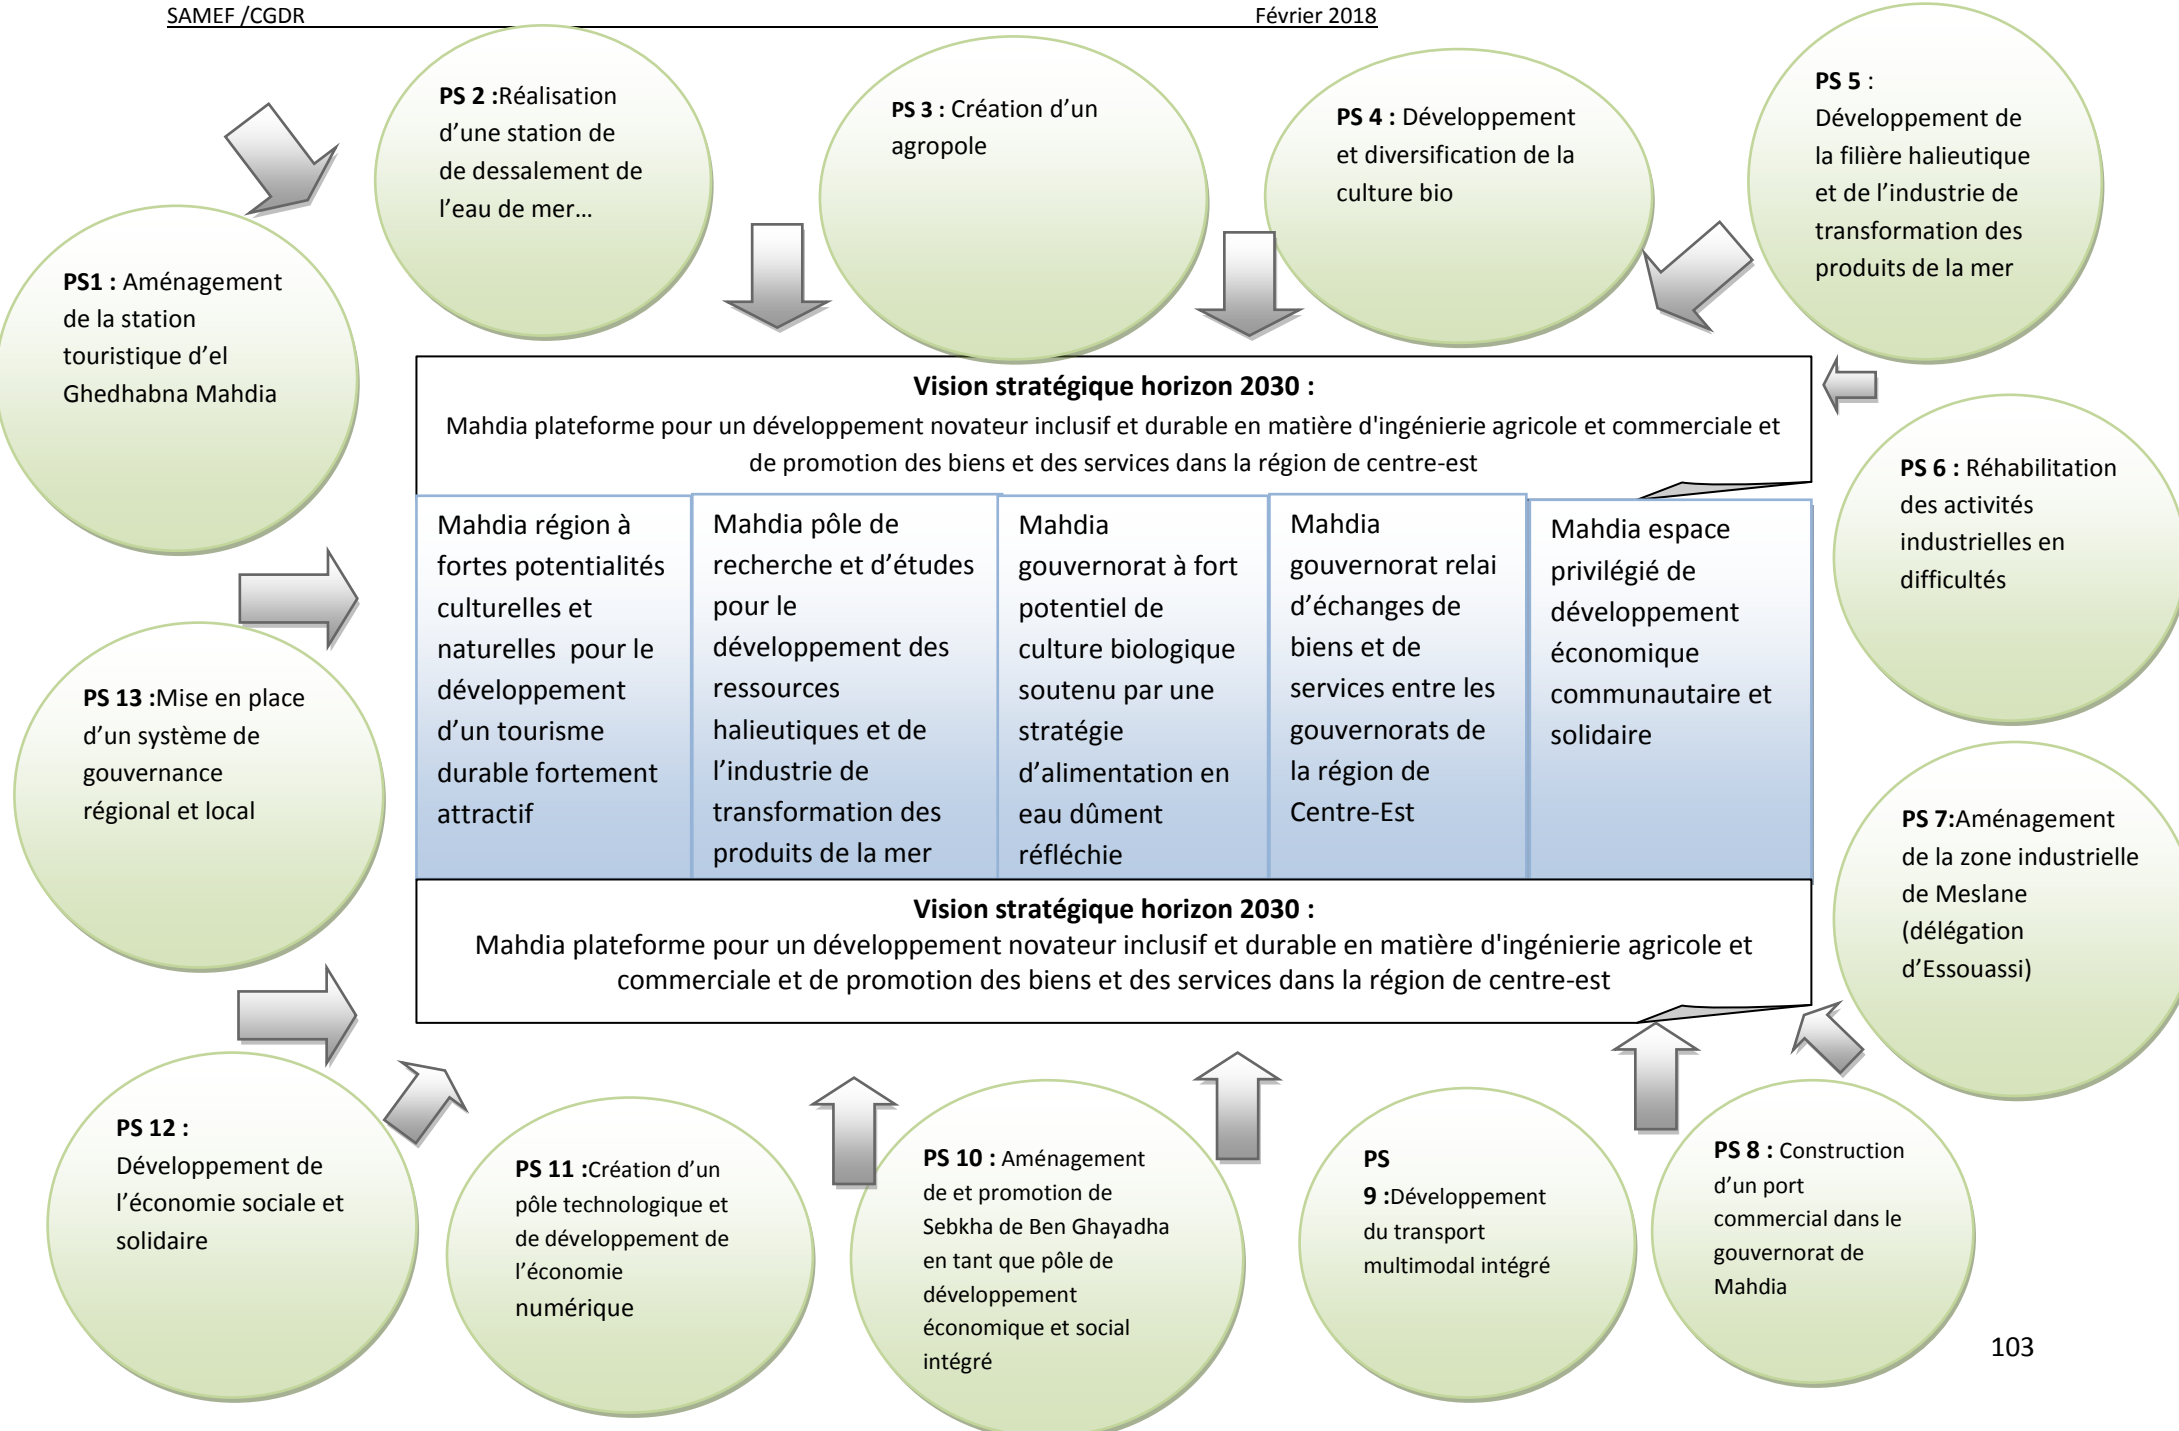 SAMEF /CGDR Février 2018
PS1 : Aménagement
de la station
touristique d’el
Ghedhabna Mahdia
PS 2 :Réalisation
d’une station de
de dessalement de
l’eau de mer…
PS 3 : Création d’un
agropole
PS 4 : Développement
et diversification de la
culture bio
PS 5 :
Développement de
la filière halieutique
et de l’industrie de
transformation des
produits de la mer
Vision stratégique horizon 2030 :
Mahdia plateforme pour un développement novateur inclusif et durable en matière d'ingénierie agricole et commerciale et
de promotion des biens et des services dans la région de centre-est
Mahdia région à
fortes potentialités
culturelles et
naturelles pour le
développement
d’un tourisme
durable fortement
attractif
Mahdia pôle de
recherche et d’études
pour le
développement des
ressources
halieutiques et de
l’industrie de
transformation des
produits de la mer
Mahdia
gouvernorat à fort
potentiel de
culture biologique
soutenu par une
stratégie
d’alimentation en
eau dûment
réfléchie
Mahdia
gouvernorat relai
d’échanges de
biens et de
services entre les
gouvernorats de
la région de
Centre-Est
Mahdia espace
privilégié de
développement
économique
communautaire et
solidaire
Vision stratégique horizon 2030 :
Mahdia plateforme pour un développement novateur inclusif et durable en matière d'ingénierie agricole et
commerciale et de promotion des biens et des services dans la région de centre-est
PS 6 : Réhabilitation
des activités
industrielles en
difficultés
PS 7:Aménagement
de la zone industrielle
de Meslane
(délégation
d’Essouassi)
PS 8 : Construction
d’un port
commercial dans le
gouvernorat de
Mahdia
PS
9 :Développement
du transport
multimodal intégré
PS 10 : Aménagement
de et promotion de
Sebkha de Ben Ghayadha
en tant que pôle de
développement
économique et social
intégré
PS 11 :Création d’un
pôle technologique et
de développement de
l’économie
numérique
PS 12 :
Développement de
l’économie sociale et
solidaire
PS 13 :Mise en place
d’un système de
gouvernance
régional et local
103